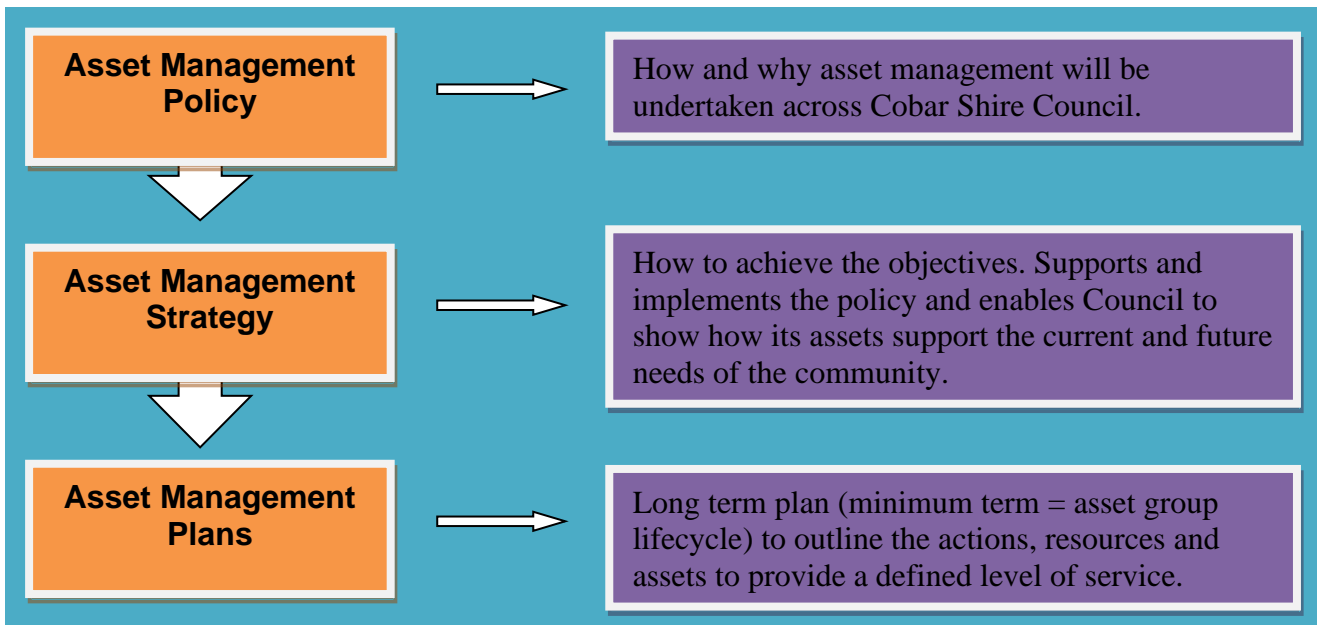 Asset Management
Policy
How and why asset management will be
undertaken across Cobar Shire Council.
Asset Management
Strategy
How to achieve the objectives. Supports and
implements the policy and enables Council to
show how its assets support the current and future
needs of the community.
Asset Management
Plans
Long term plan (minimum term = asset group
lifecycle) to outline the actions, resources and
assets to provide a defined level of service.